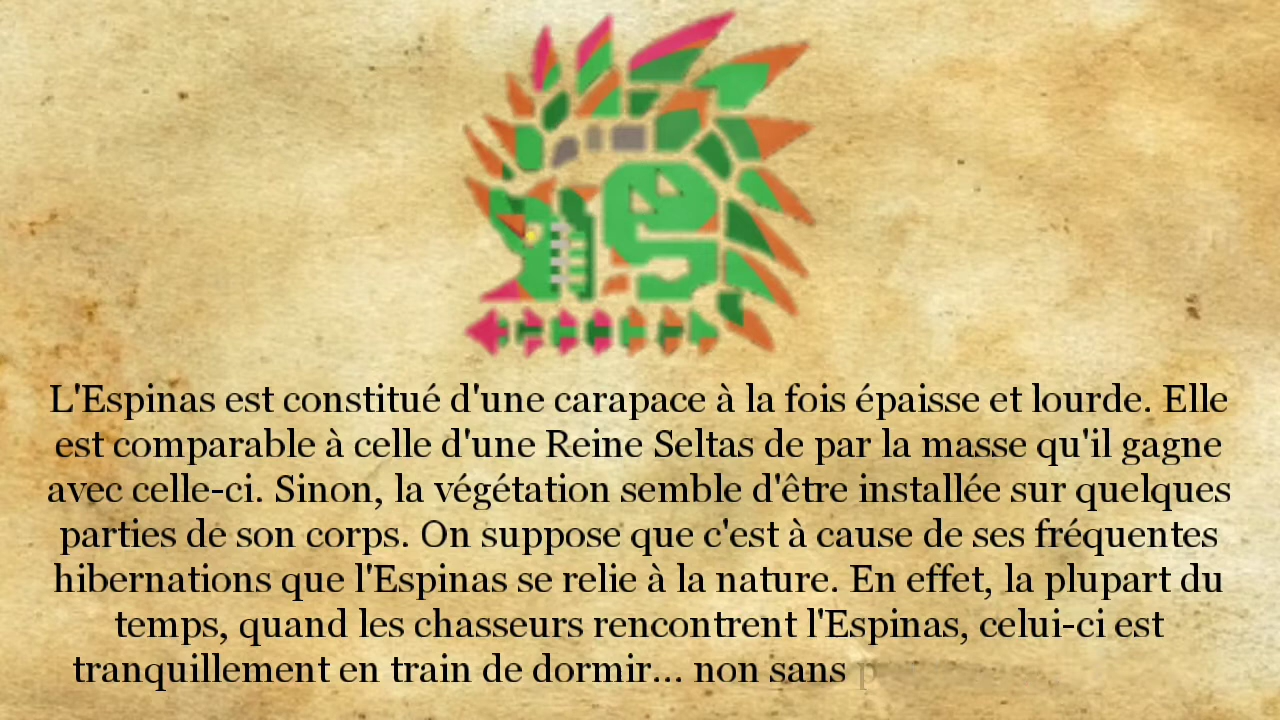 L'Espinas est constitué d'une carapace à la fois épaisse et lourde. Elle
est comparable à celle d'une Reine Seltas de par la masse qu'il gagne
avec celle-ci. Sinon, la végétation semble d'être installée sur quelques
parties de son corps. On suppose que c'est à cause de ses fréquentes
hibernations que l'Espinas se relie à la nature. En effet, la plupart du
temps, quand les chasseurs rencontrent l'Espinas, celui-ci est
tranquillement en train de dormir... non sans p